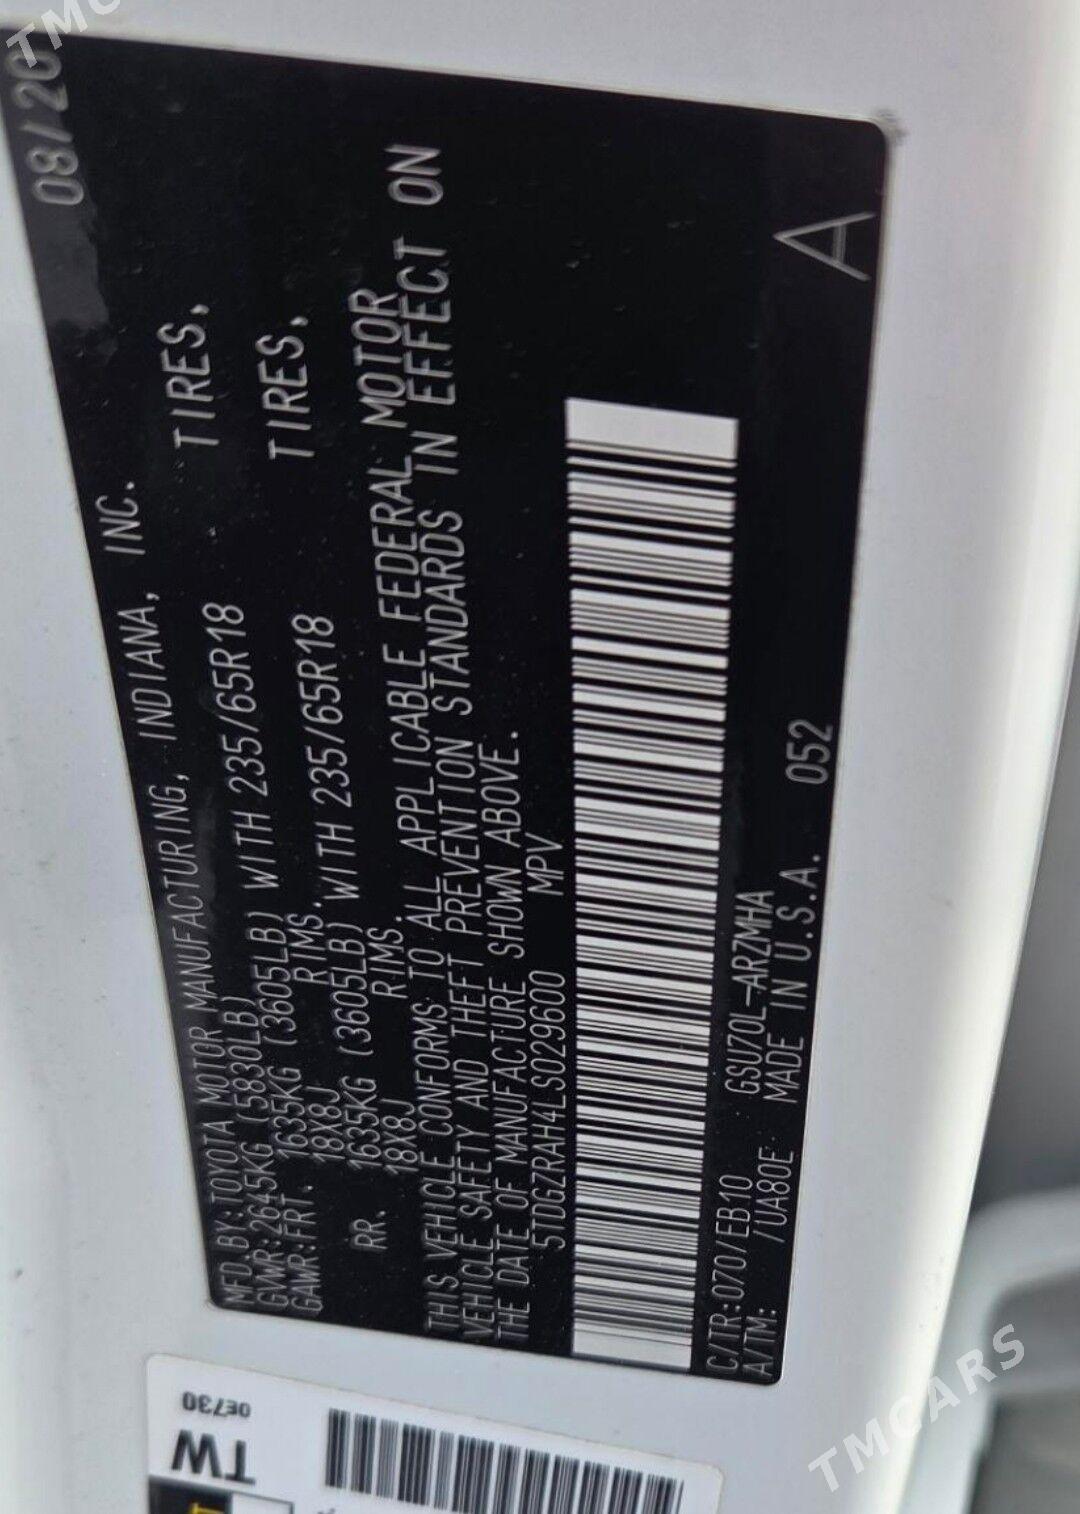 TMCARS
08/20
MFD.BY:TOYOTA MOTOR MANUFACTURING, INDIANA, INC.
GVWR:2645KG (5830LB)
GAWR:FRT. 1635KG (3605LB) WITH 235/65R18 TIRES,
18X8J RIMS.
RR. 1635KG (3605LB) WITH 235/65R18 TIRES,
18X8J RIMS.
THIS VEHICLE CONFORMS TO ALL APPLICABLE FEDERAL MOTOR
VEHICLE SAFETY AND THEFT PREVENTION STANDARDS IN EFFECT ON
THE DATE OF MANUFACTURE SHOWN ABOVE.
5TDGZRAH4LS029600 MPV
C/TR:070/EB10 GSU70L-ARZMHA
A/TM: /UA80E MADE IN U.S.A. 052 A
TW
0E730
TMCARS